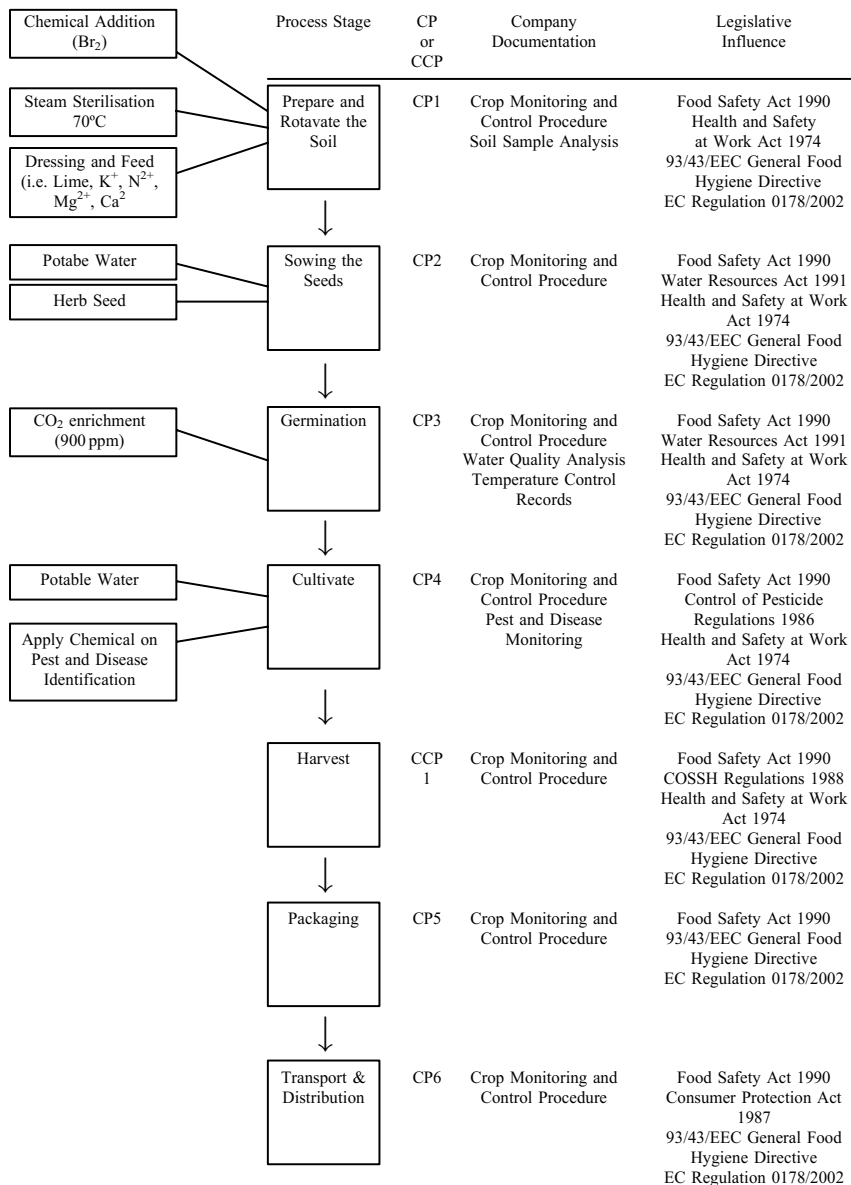 Chemical Addition
(Br₂)
Process Stage
CP
or
CCP
Company
Documentation
Legislative
Influence
Steam Sterilisation
70ºC
Dressing and Feed
(i.e. Lime, K⁺, N²⁺,
Mg²⁺, Ca²
Prepare and
Rotavate the
Soil
CP1
Crop Monitoring and
Control Procedure
Soil Sample Analysis
Food Safety Act 1990
Health and Safety
at Work Act 1974
93/43/EEC General Food
Hygiene Directive
EC Regulation 0178/2002
Potabe Water
Herb Seed
Sowing the
Seeds
CP2
Crop Monitoring and
Control Procedure
Food Safety Act 1990
Water Resources Act 1991
Health and Safety at Work
Act 1974
93/43/EEC General Food
Hygiene Directive
EC Regulation 0178/2002
CO₂ enrichment
(900 ppm)
Germination
CP3
Crop Monitoring and
Control Procedure
Water Quality Analysis
Temperature Control
Records
Food Safety Act 1990
Water Resources Act 1991
Health and Safety at Work
Act 1974
93/43/EEC General Food
Hygiene Directive
EC Regulation 0178/2002
Potable Water
Apply Chemical on
Pest and Disease
Identification
Cultivate
CP4
Crop Monitoring and
Control Procedure
Pest and Disease
Monitoring
Food Safety Act 1990
Control of Pesticide
Regulations 1986
Health and Safety at Work
Act 1974
93/43/EEC General Food
Hygiene Directive
EC Regulation 0178/2002
Harvest
CCP
1
Crop Monitoring and
Control Procedure
Food Safety Act 1990
COSSH Regulations 1988
Health and Safety at Work
Act 1974
93/43/EEC General Food
Hygiene Directive
EC Regulation 0178/2002
Packaging
CP5
Crop Monitoring and
Control Procedure
Food Safety Act 1990
93/43/EEC General Food
Hygiene Directive
EC Regulation 0178/2002
Transport &
Distribution
CP6
Crop Monitoring and
Control Procedure
Food Safety Act 1990
Consumer Protection Act
1987
93/43/EEC General Food
Hygiene Directive
EC Regulation 0178/2002